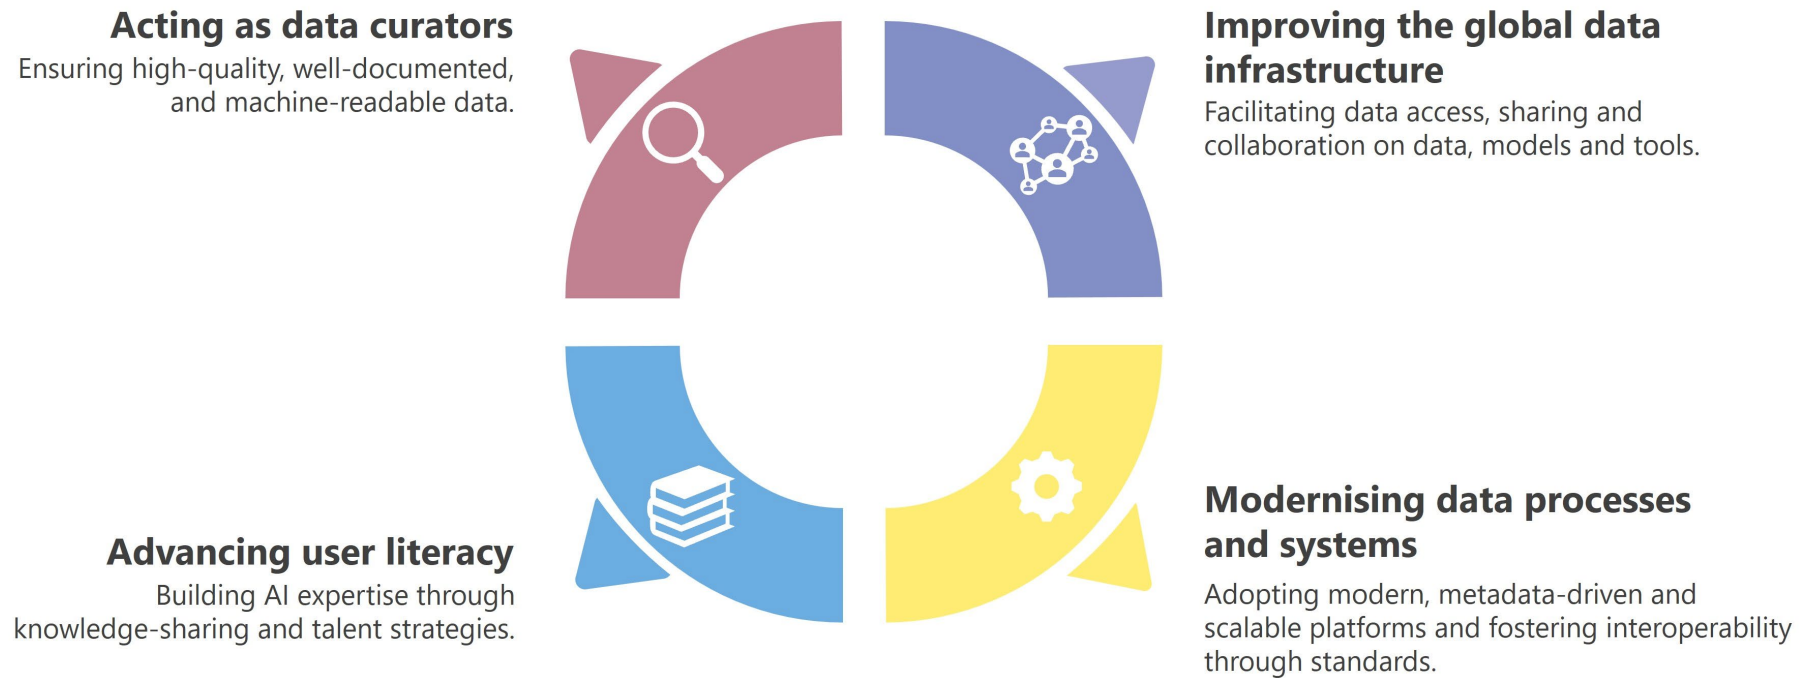 Acting as data curators
Ensuring high-quality, well-documented,
and machine-readable data.
Improving the global data
infrastructure
Facilitating data access, sharing and
collaboration on data, models and tools.
Advancing user literacy
Building AI expertise through
knowledge-sharing and talent strategies.
Modernising data processes
and systems
Adopting modern, metadata-driven and
scalable platforms and fostering interoperability
through standards.